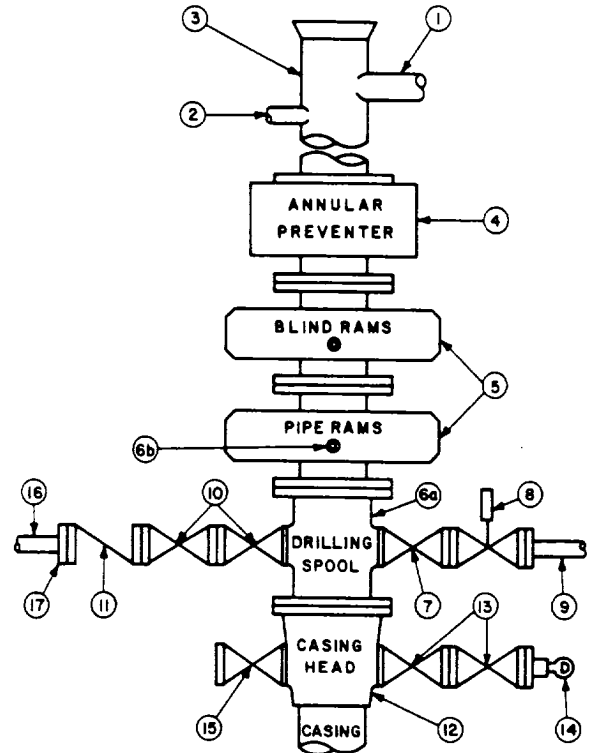 3 1
2
ANNULAR
PREVENTER 4
BLIND RAMS
5
PIPE RAMS
6b
16 10 6a 8
DRILLING
SPOOL
17 11 7 13 9
CASING
HEAD
15 12 14
D
CASING